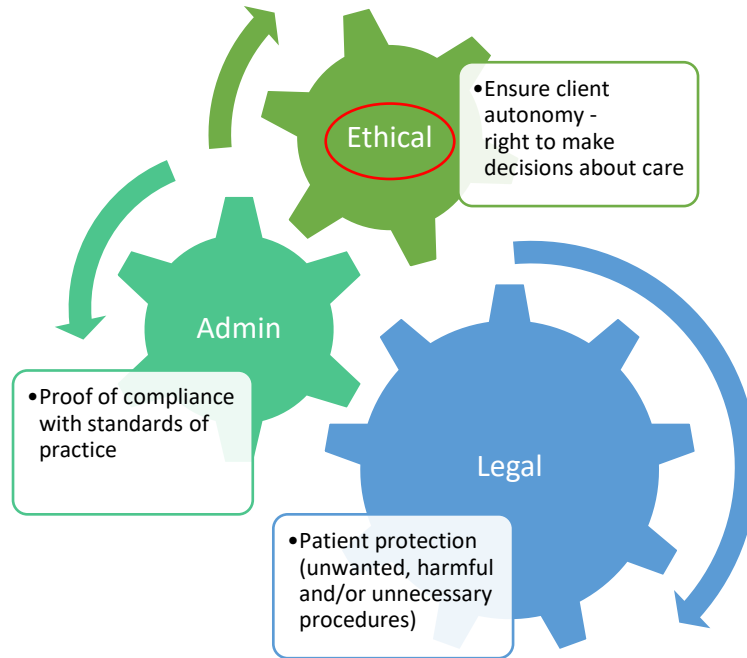 Ethical
•Ensure client
autonomy -
right to make
decisions about care
Admin
•Proof of compliance
with standards of
practice
Legal
•Patient protection
(unwanted, harmful
and/or unnecessary
procedures)